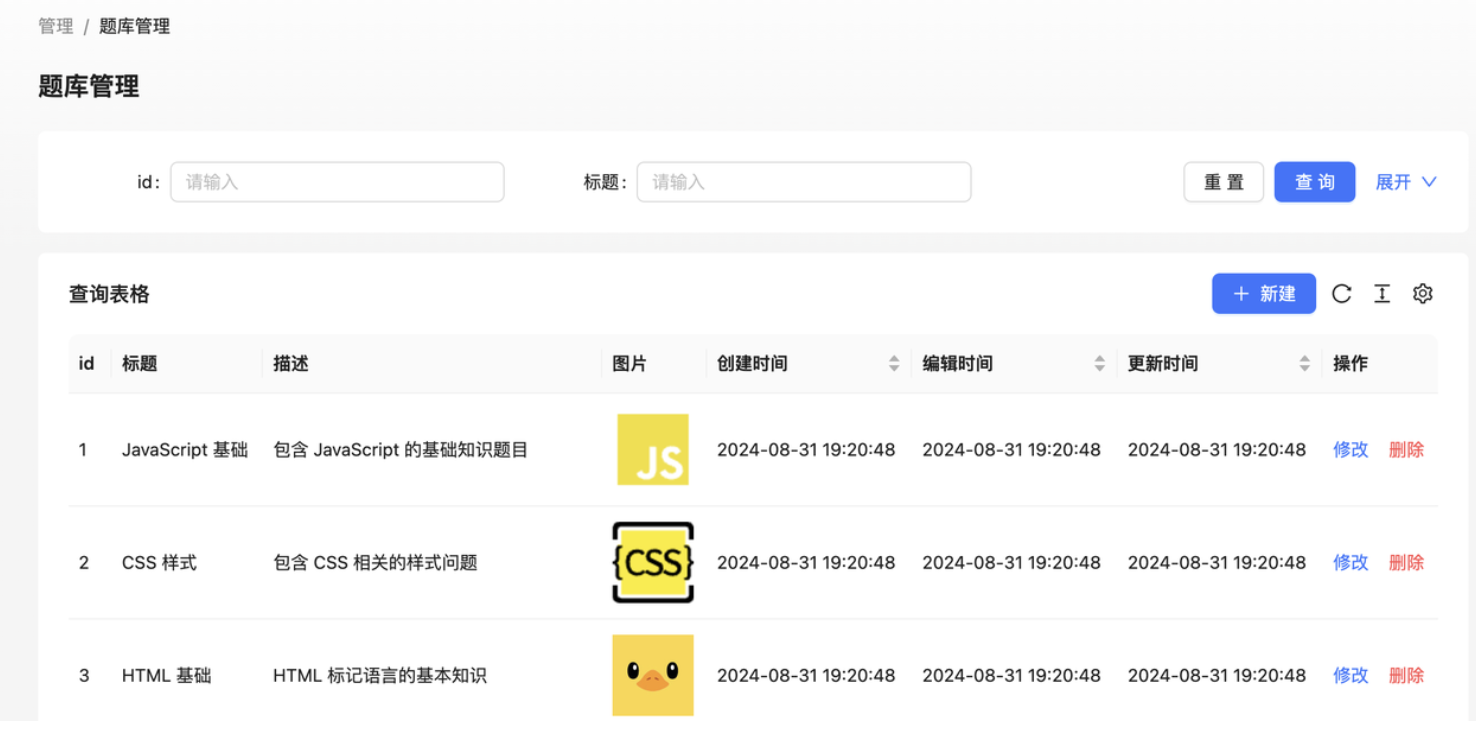 管理 / 题库管理
题库管理
id: 请输入 标题: 请输入 重 置 查 询 展开
查询表格 + 新建
id 标题 描述 图片 创建时间 编辑时间 更新时间 操作
1 JavaScript 基础 包含 JavaScript 的基础知识题目 JS 2024-08-31 19:20:48 2024-08-31 19:20:48 2024-08-31 19:20:48 修改 删除
2 CSS 样式 包含 CSS 相关的样式问题 {CSS} 2024-08-31 19:20:48 2024-08-31 19:20:48 2024-08-31 19:20:48 修改 删除
3 HTML 基础 HTML 标记语言的基本知识 2024-08-31 19:20:48 2024-08-31 19:20:48 2024-08-31 19:20:48 修改 删除